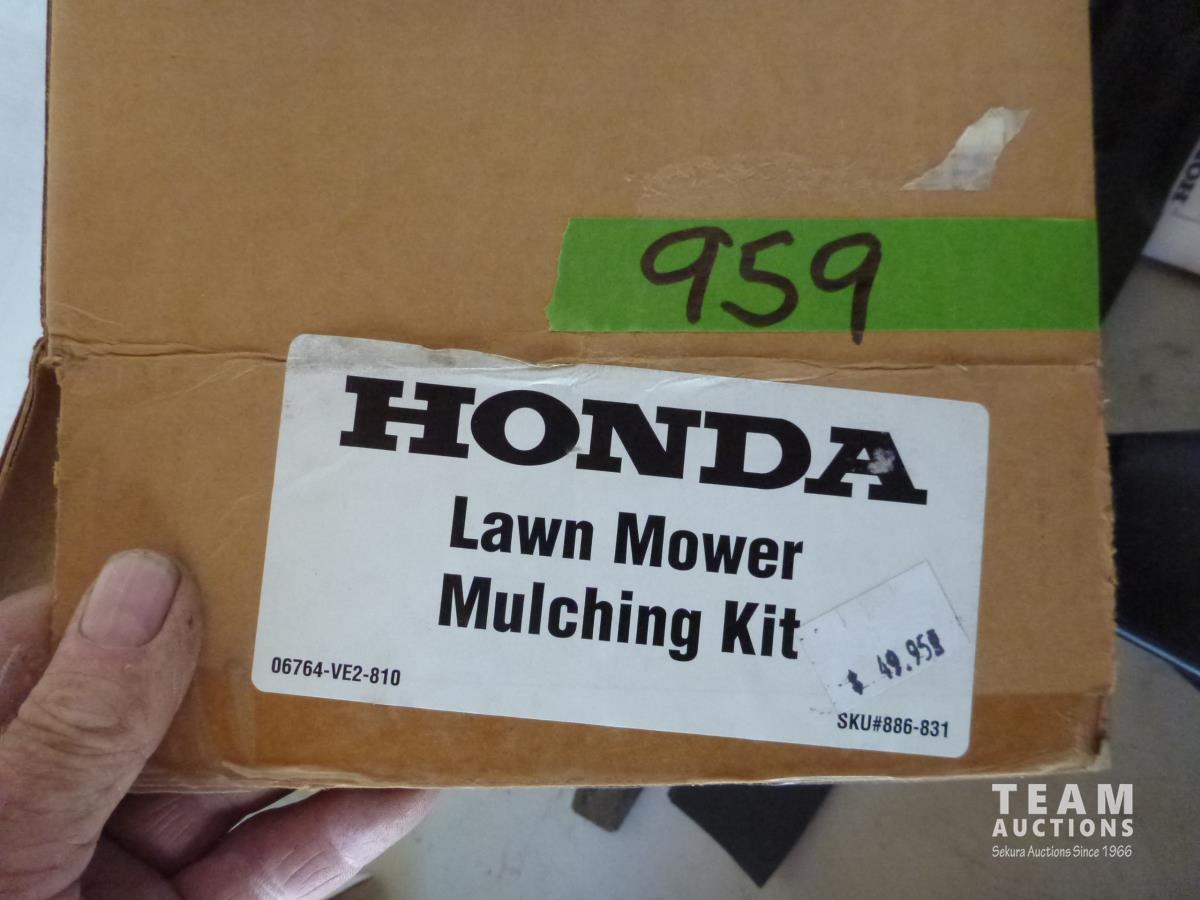 959
HONDA
Lawn Mower
Mulching Kit
$ 49.95
06764-VE2-810
SKU#886-831
TEAM
AUCTIONS
Sekura Auctions Since 1966